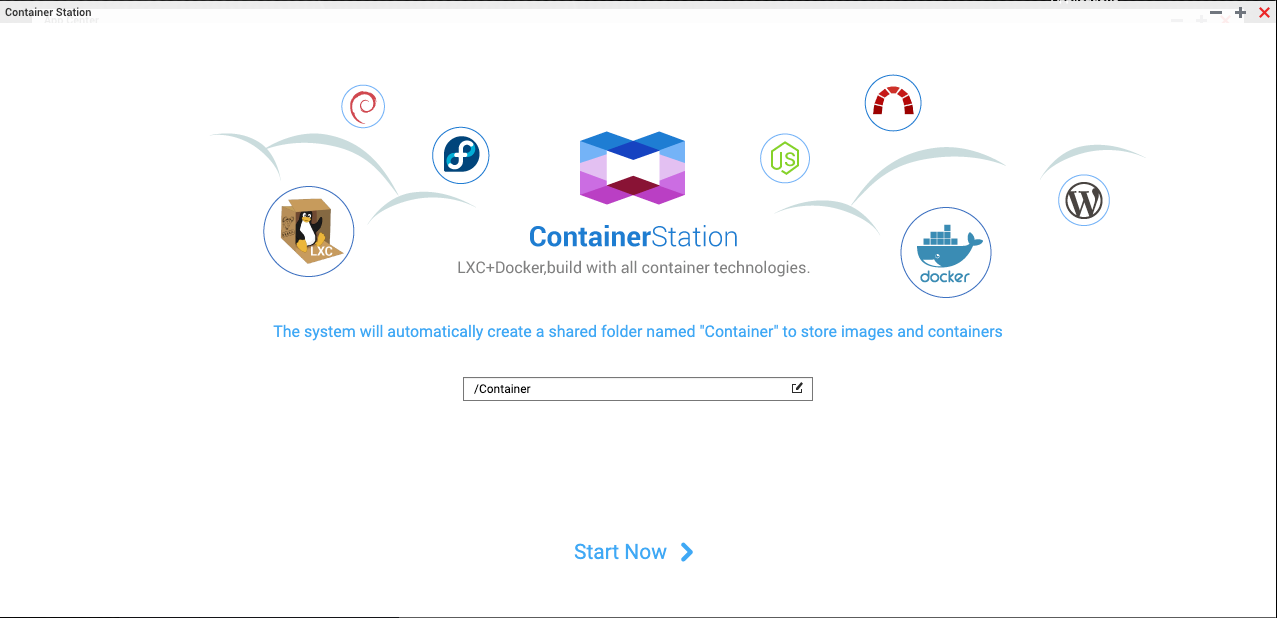 Container Station
LXC
JS
docker
ContainerStation
LXC+Docker,build with all container technologies.
The system will automatically create a shared folder named "Container" to store images and containers
/Container
Start Now